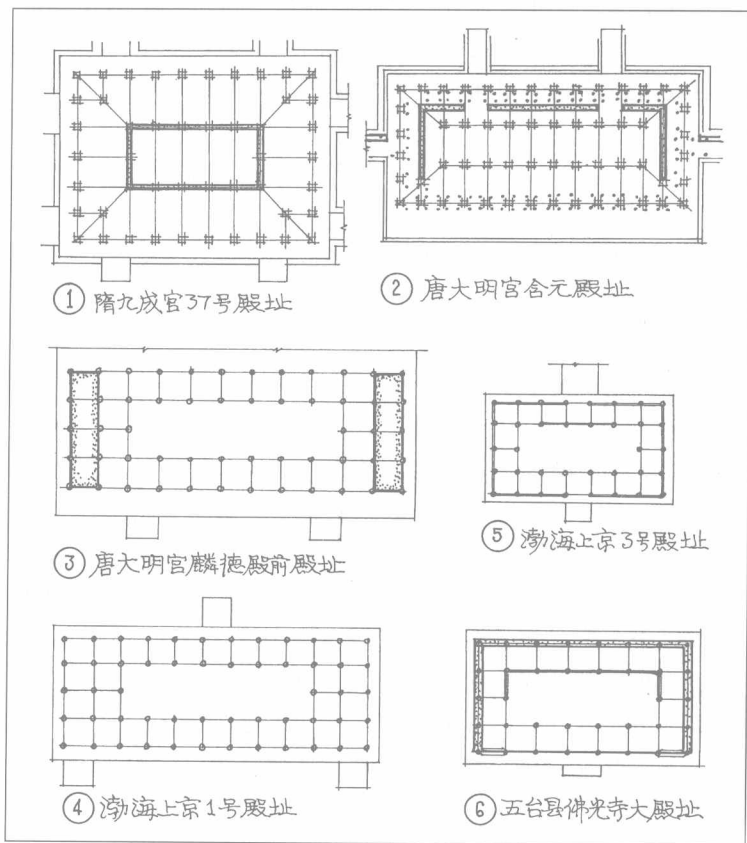 ① 隋九成宫37号殿址
② 唐大明宫含元殿址
③ 唐大明宫麟德殿前殿址
④ 渤海上京1号殿址
⑤ 渤海上京3号殿址
⑥ 五台县佛光寺大殿址